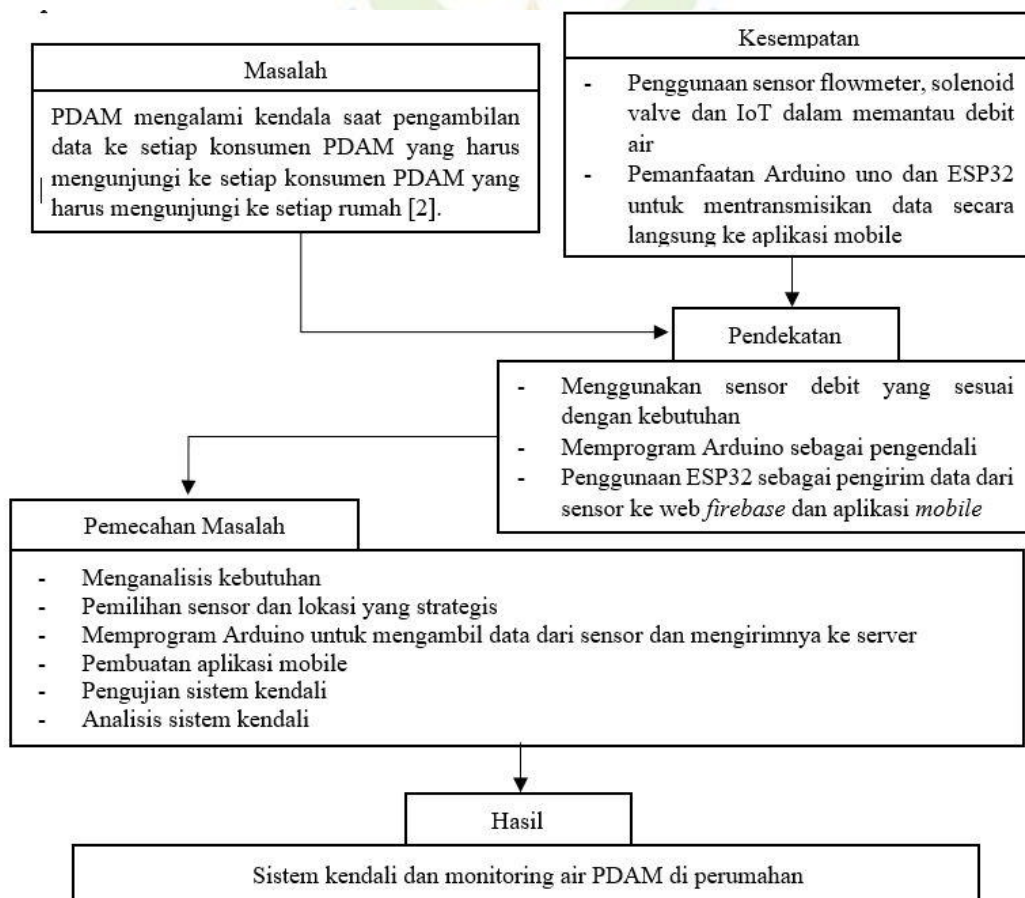 Masalah
PDAM mengalami kendala saat pengambilan
data ke setiap konsumen PDAM yang harus
mengunjungi ke setiap konsumen PDAM yang
harus mengunjungi ke setiap rumah [2].
Kesempatan
- Penggunaan sensor flowmeter, solenoid
valve dan IoT dalam memantau debit
air
- Pemanfaatan Arduino uno dan ESP32
untuk mentransmisikan data secara
langsung ke aplikasi mobile
Pendekatan
- Menggunakan sensor debit yang sesuai
dengan kebutuhan
- Memprogram Arduino sebagai pengendali
- Penggunaan ESP32 sebagai pengirim data dari
sensor ke web firebase dan aplikasi mobile
Pemecahan Masalah
- Menganalisis kebutuhan
- Pemilihan sensor dan lokasi yang strategis
- Memprogram Arduino untuk mengambil data dari sensor dan mengirimnya ke server
- Pembuatan aplikasi mobile
- Pengujian sistem kendali
- Analisis sistem kendali
Hasil
Sistem kendali dan monitoring air PDAM di perumahan